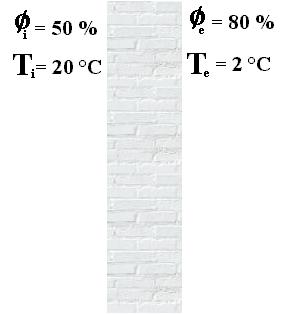 ϕi = 50 %
Ti= 20 °C
ϕe = 80 %
Te = 2 °C